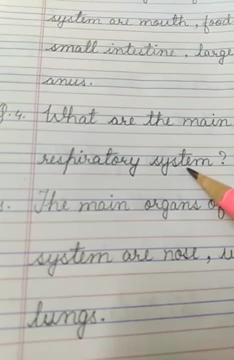 system are mouth, food
small intestine, large
anus.
Q.4. What are the main
respiratory system?
The main organs of
system are nose,
lungs.